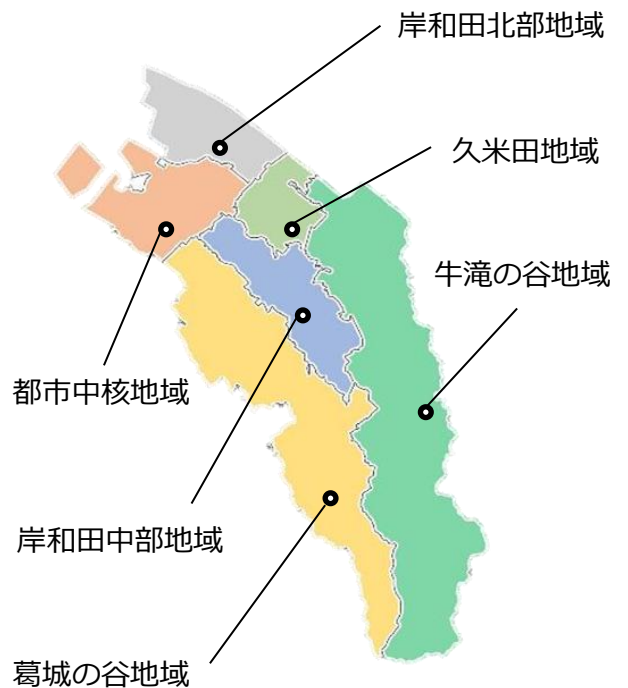 岸和田北部地域
久米田地域
牛滝の谷地域
都市中核地域
岸和田中部地域
葛城の谷地域